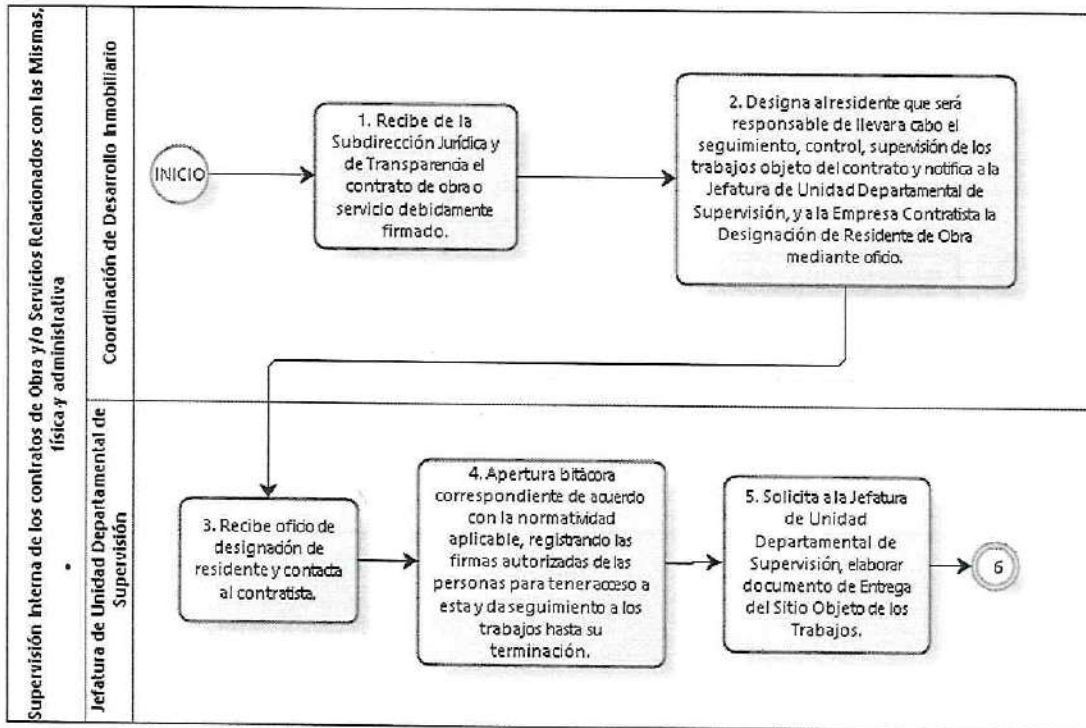 Supervisión Interna de los contratos de Obra y/o Servicios Relacionados con las Mismas,
física y administrativa
Coordinación de Desarrollo Inmobiliario
INICIO
1. Recibe de la
Subdirección Jurídica y
de Transparencia el
contrato de obra o
servicio debidamente
firmado.
2. Designa al residente que será
responsable de llevar a cabo el
seguimiento, control, supervisión de los
trabajos objeto del contrato y notifica a la
Jefatura de Unidad Departamental de
Supervisión, y a la Empresa Contratista la
Designación de Residente de Obra
mediante oficio.
Jefatura de Unidad Departamental de
Supervisión
3. Recibe oficio de
designación de
residente y contacta
al contratista.
4. Apertura bitácora
correspondiente de acuerdo
con la normatividad
aplicable, registrando las
firmas autorizadas de las
personas para tener acceso a
esta y da seguimiento a los
trabajos hasta su
terminación.
5. Solicita a la Jefatura
de Unidad
Departamental de
Supervisión, elaborar
documento de Entrega
del Sitio Objeto de los
Trabajos.
6